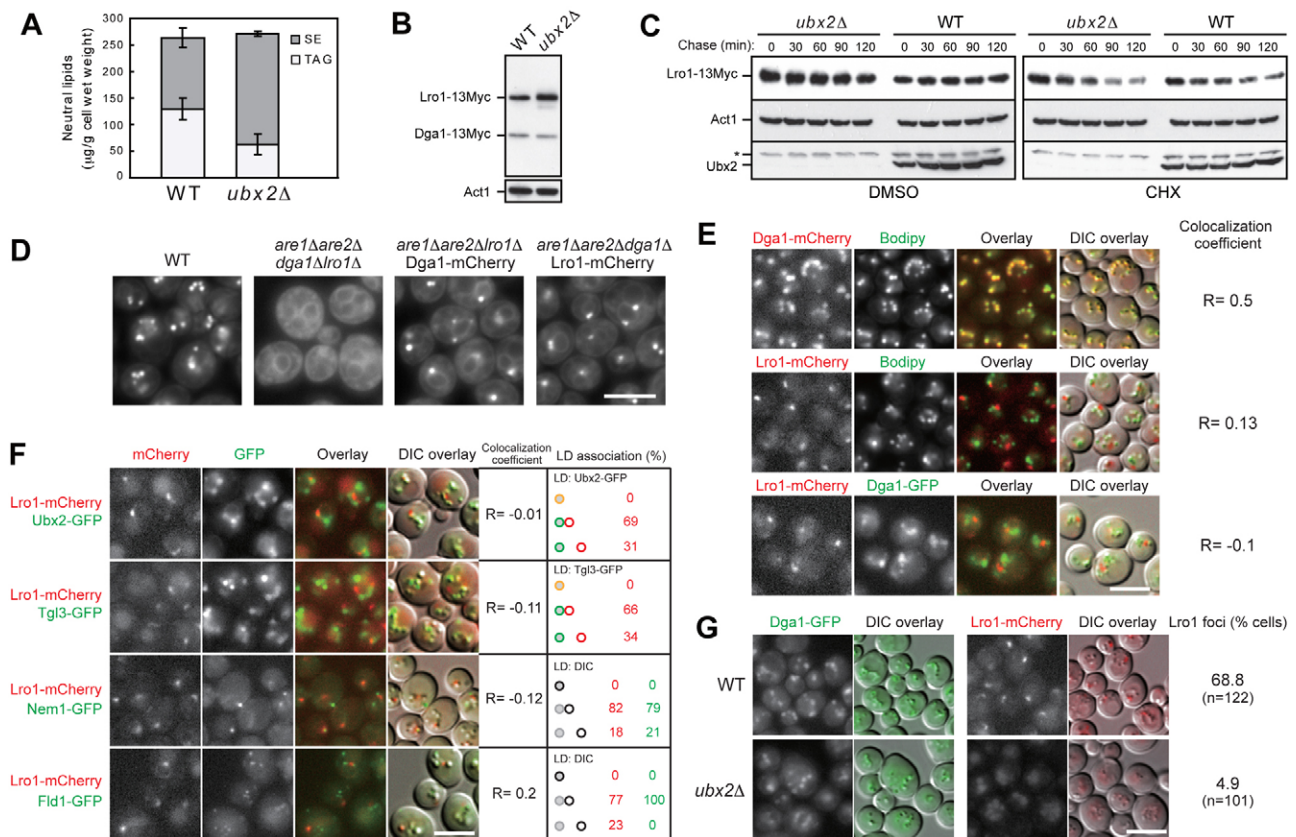 A
Neutral lipids
(μg/g cell wet weight)
300
250
200
150
100
50
0
SE
TAG
WT
ubx2Δ
B
WT
ubx2Δ
Lro1-13Myc
Dga1-13Myc
Act1
C
ubx2Δ
WT
ubx2Δ
WT
Chase (min):
0 30 60 90 120
0 30 60 90 120
0 30 60 90 120
0 30 60 90 120
Lro1-13Myc
Act1
*
Ubx2
DMSO
CHX
D
WT
are1Δare2Δ
dga1Δlro1Δ
are1Δare2Δlro1Δ
Dga1-mCherry
are1Δare2Δdga1Δ
Lro1-mCherry
E
Colocalization
coefficient
Dga1-mCherry Bodipy Overlay DIC overlay
R= 0.5
Lro1-mCherry Bodipy Overlay DIC overlay
R= 0.13
Lro1-mCherry Dga1-GFP Overlay DIC overlay
R= -0.1
F
mCherry GFP Overlay DIC overlay
Colocalization
coefficient
LD association (%)
Lro1-mCherry
Ubx2-GFP
R= -0.01
LD: Ubx2-GFP
0
69
31
Lro1-mCherry
Tgl3-GFP
R= -0.11
LD: Tgl3-GFP
0
66
34
Lro1-mCherry
Nem1-GFP
R= -0.12
LD: DIC
0 0
82 79
18 21
Lro1-mCherry
Fld1-GFP
R= 0.2
LD: DIC
0 0
77 100
23 0
G
Dga1-GFP DIC overlay Lro1-mCherry DIC overlay Lro1 foci (% cells)
WT
68.8
(n=122)
ubx2Δ
4.9
(n=101)